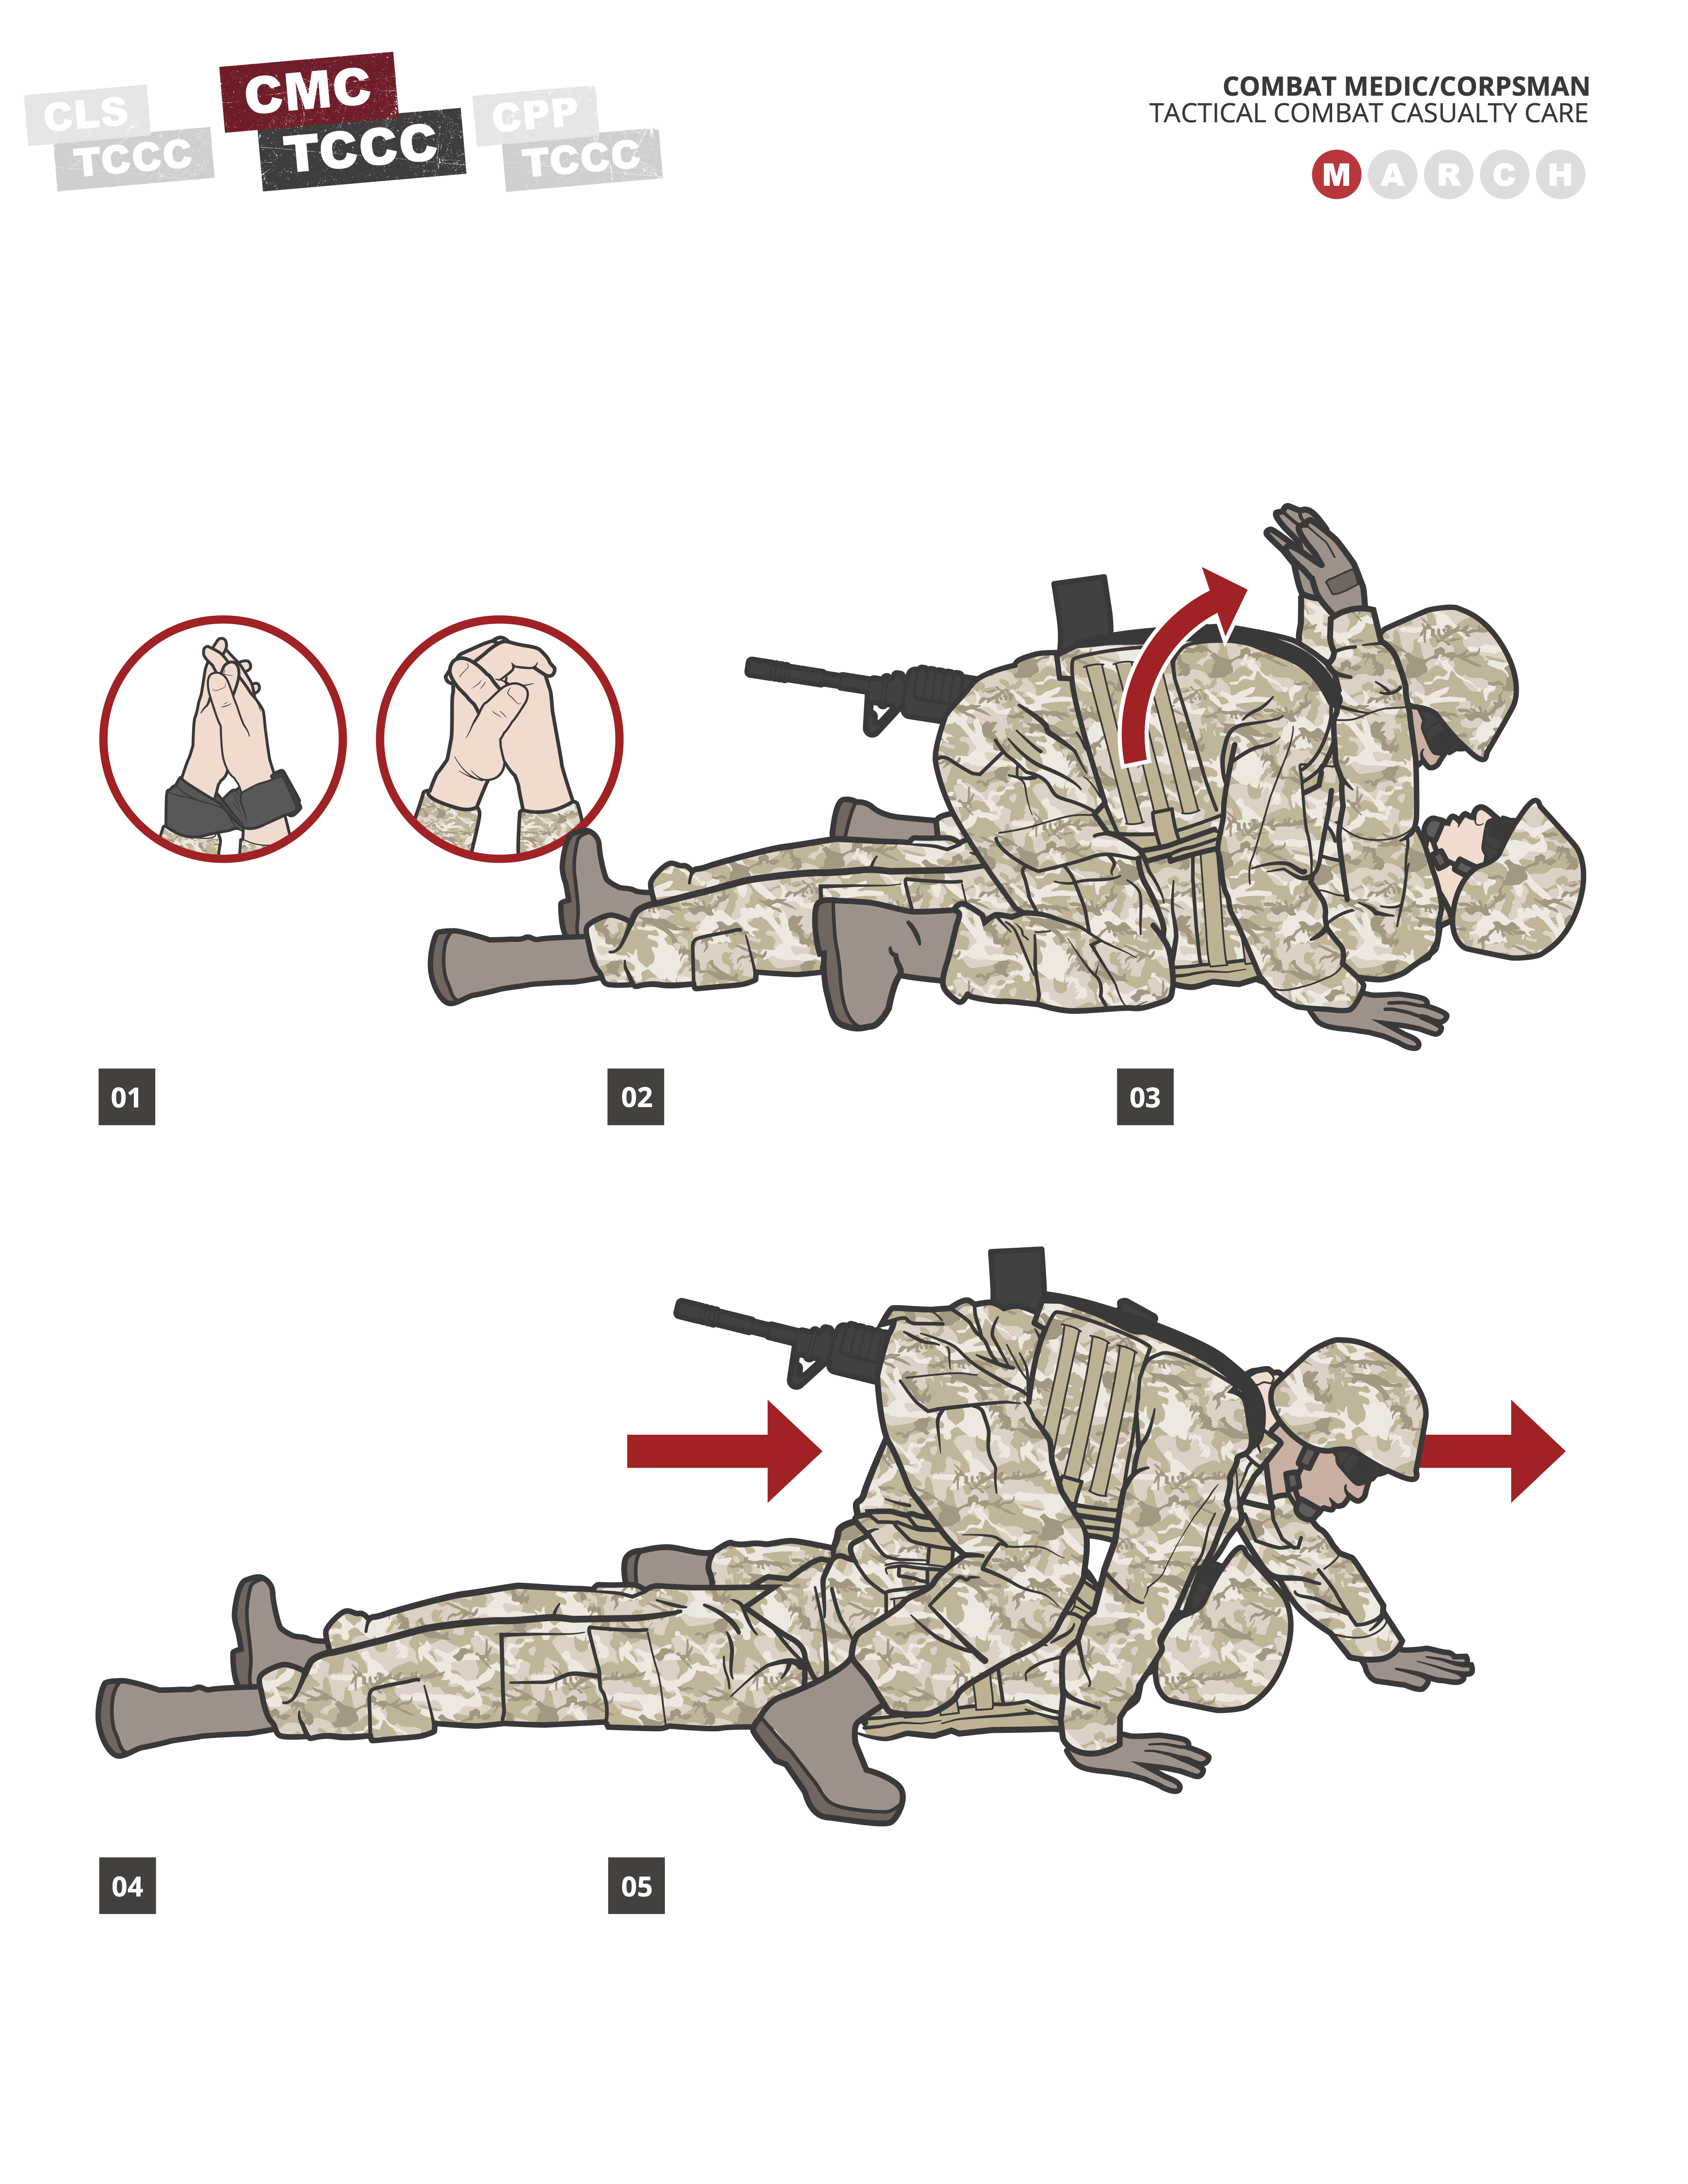 CLS
TCCC
CMC
TCCC
CPP
TCCC
COMBAT MEDIC/CORPSMAN
TACTICAL COMBAT CASUALTY CARE
M A R C H
01
02
03
04
05